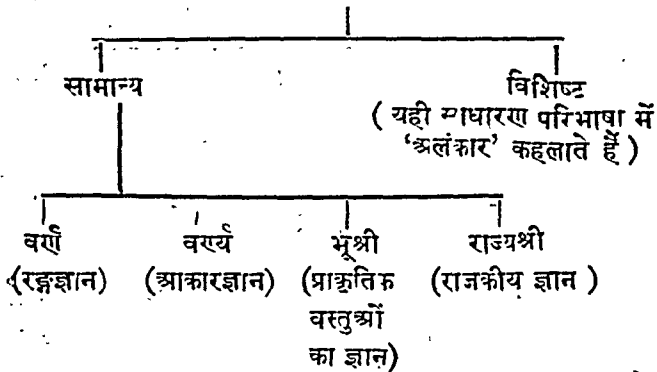 सामान्य विशिष्ट
( यही साधारण परिभाषा में
'अलंकार' कहलाते हैं )
वर्ण वर्ण्य भूश्री राज्यश्री
(रङ्गज्ञान) (आकारज्ञान) (प्राकृतिक (राजकीय ज्ञान )
वस्तुओं
का ज्ञान)